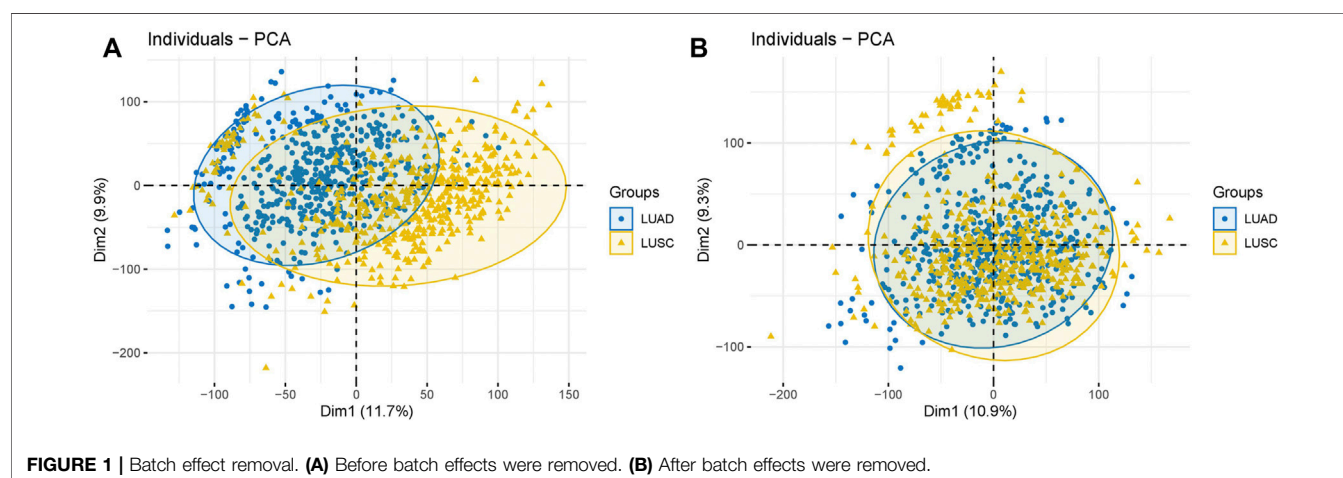 A
Individuals − PCA
100
0
−100
−200
Dim2 (9.9%)
−100
−50
0
50
100
150
Dim1 (11.7%)
Groups
LUAD
LUSC
B
Individuals − PCA
100
0
−100
Dim2 (9.3%)
−200
−100
0
100
Dim1 (10.9%)
Groups
LUAD
LUSC
FIGURE 1 | Batch effect removal. (A) Before batch effects were removed. (B) After batch effects were removed.